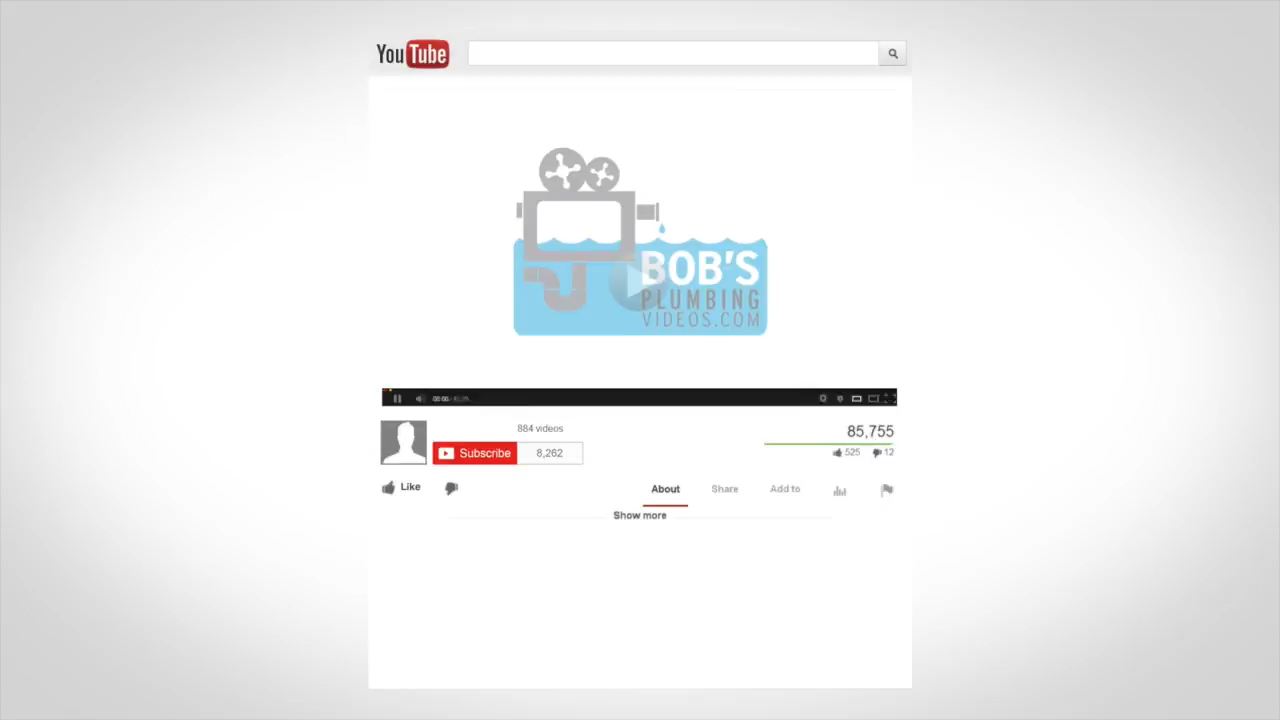 YouTube
BOB'S
PLUMBING
VIDEOS.COM
884 videos
Subscribe 8,262
85,755
525 12
Like
About Share Add to
Show more